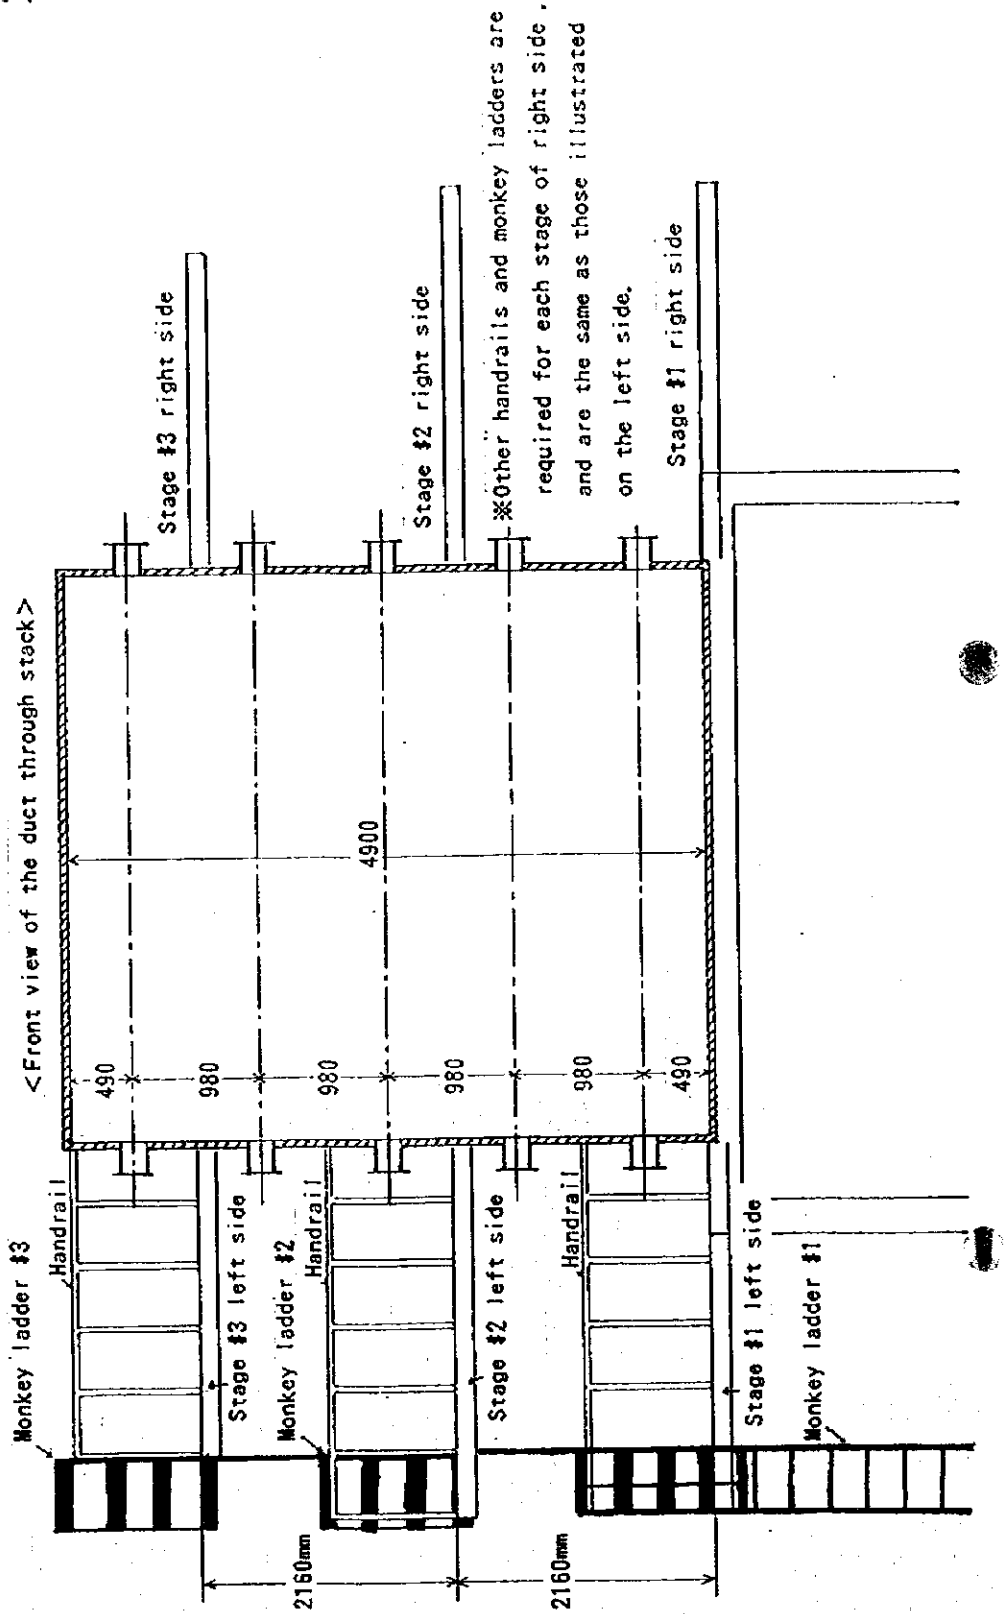 <Front view of the duct through stack>
Monkey ladder #3
Handrail
490
Stage #3 right side
980
Stage #3 left side
Monkey ladder #2
2160mm
Handrail
980
4900
Stage #2 right side
980
Stage #2 left side
※Other handrails and monkey ladders are
required for each stage of right side.
and are the same as those illustrated
on the left side.
2160mm
Handrail
980
490
Stage #1 right side
Stage #1 left side
Monkey ladder #1